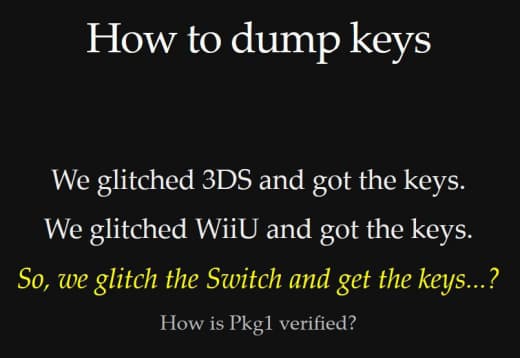 How to dump keys
We glitched 3DS and got the keys.
We glitched WiiU and got the keys.
So, we glitch the Switch and get the keys...?
How is Pkg1 verified?